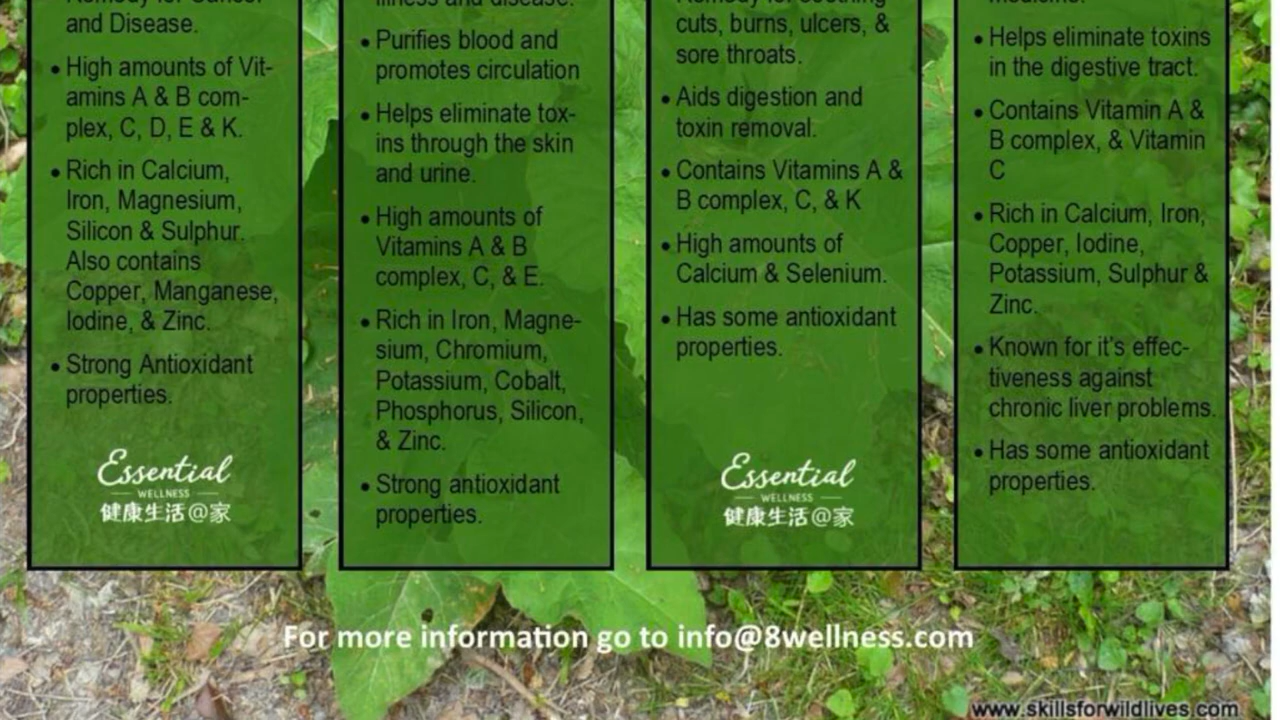 and Disease.
• High amounts of Vit-
amins A & B com-
plex, C, D, E & K.
• Rich in Calcium,
Iron, Magnesium,
Silicon & Sulphur.
Also contains
Copper, Manganese,
Iodine, & Zinc.
• Strong Antioxidant
properties.
Essential
WELLNESS
健康生活@家
illness and disease.
• Purifies blood and
promotes circulation
• Helps eliminate tox-
ins through the skin
and urine.
• High amounts of
Vitamins A & B
complex, C, & E.
• Rich in Iron, Magne-
sium, Chromium,
Potassium, Cobalt,
Phosphorus, Silicon,
& Zinc.
• Strong antioxidant
properties.
cuts, burns, ulcers, &
sore throats.
• Aids digestion and
toxin removal.
• Contains Vitamins A &
B complex, C, & K
• High amounts of
Calcium & Selenium.
• Has some antioxidant
properties.
Essential
WELLNESS
健康生活@家
• Helps eliminate toxins
in the digestive tract.
• Contains Vitamin A &
B complex, & Vitamin
C
• Rich in Calcium, Iron,
Copper, Iodine,
Potassium, Sulphur &
Zinc.
• Known for it's effec-
tiveness against
chronic liver problems.
• Has some antioxidant
properties.
For more information go to info@8wellness.com
www.skillsforwildlives.com